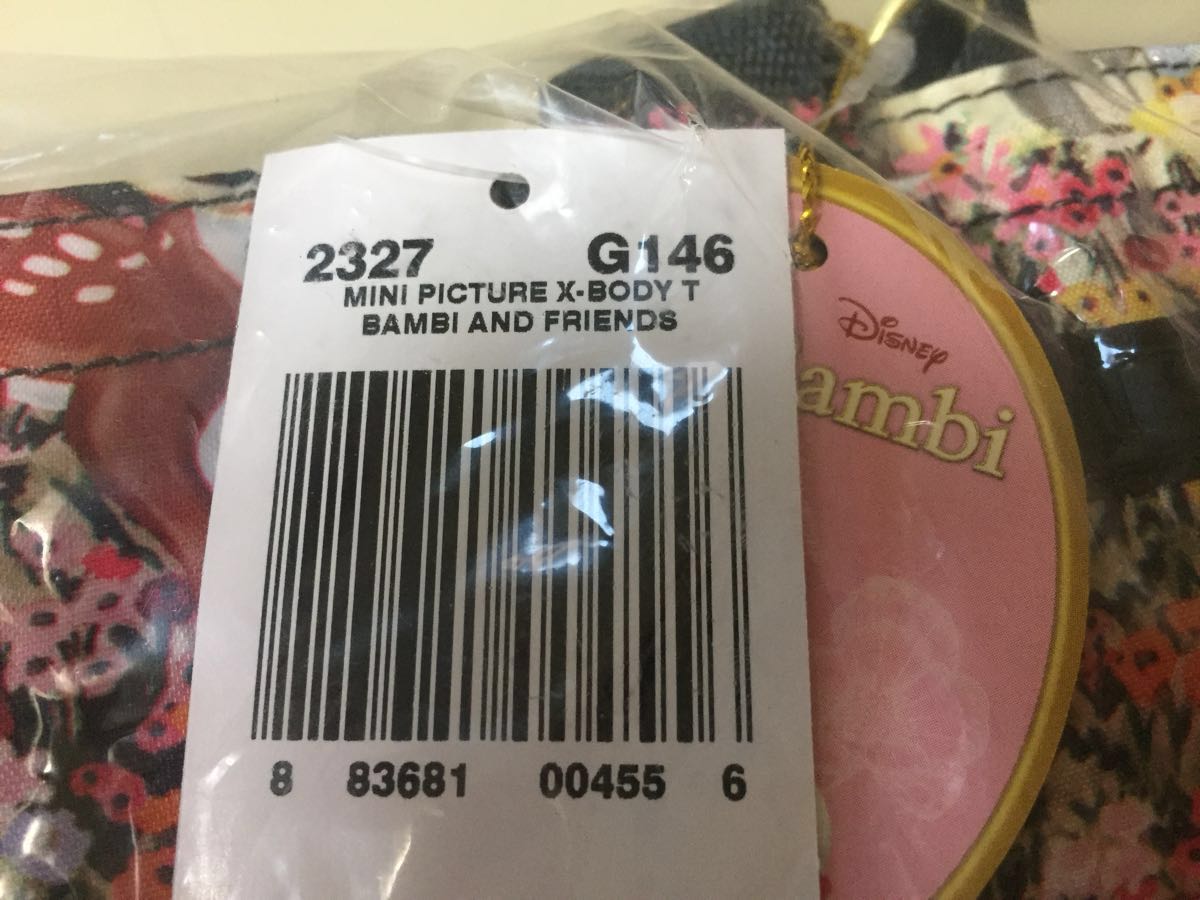 2327 G146
MINI PICTURE X-BODY T
BAMBI AND FRIENDS
8 83681 00455 6
Disney
ambi